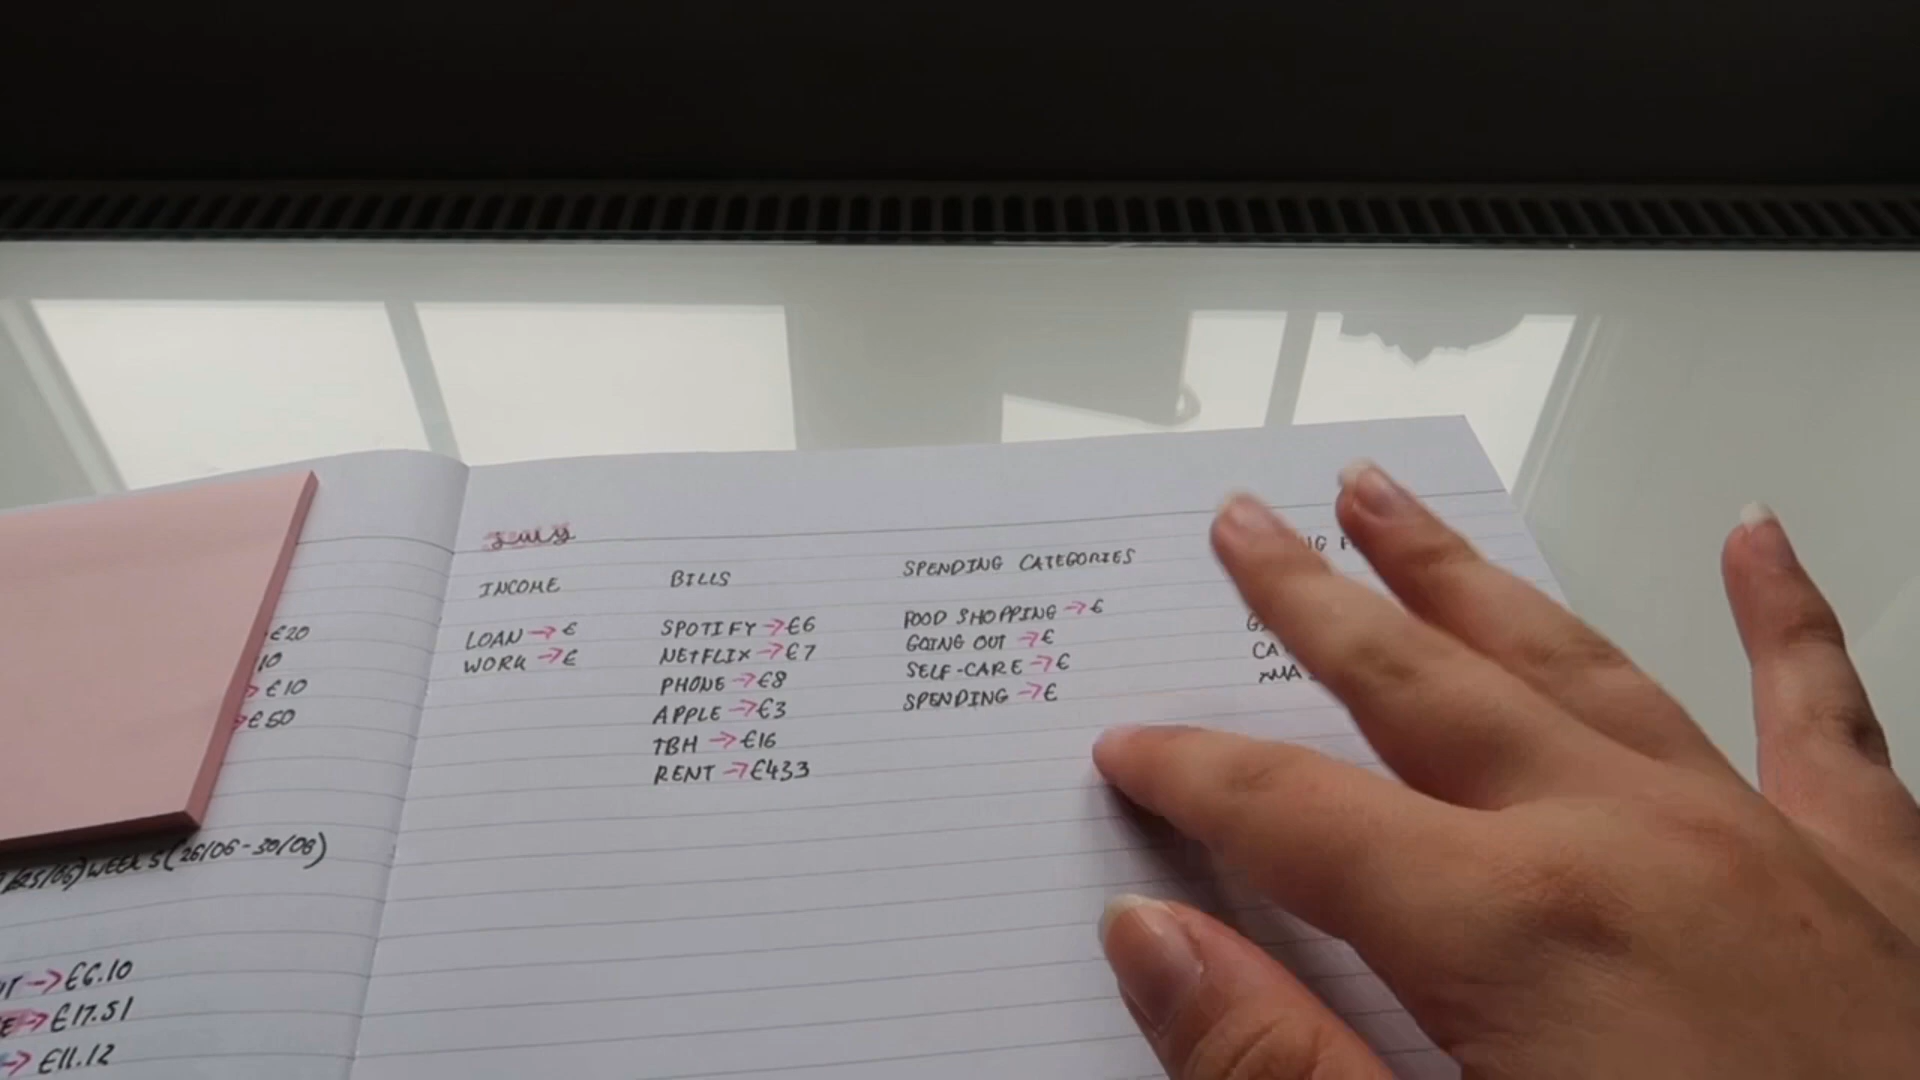 €20
10
€10
€50
WEEK 5 (26/06-30/06)
→ €6.10
→ €17.51
→ €11.12
July
INCOME
LOAN → €
WORK → €
BILLS
SPOTIFY → €6
NETFLIX → €7
PHONE → €8
APPLE → €3
TBH → €16
RENT → €433
SPENDING CATEGORIES
FOOD SHOPPING → €
GOING OUT → €
SELF-CARE → €
SPENDING → €